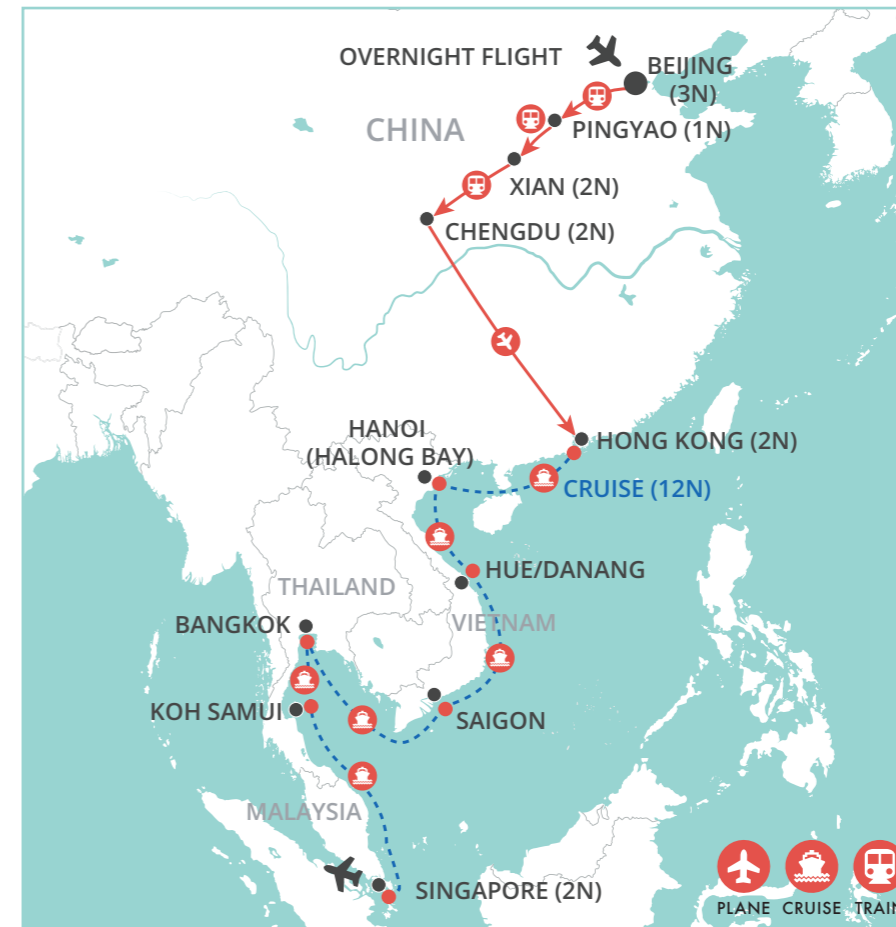 OVERNIGHT FLIGHT
BEIJING
(3N)
CHINA
PINGYAO (1N)
XIAN (2N)
CHENGDU (2N)
HANOI
(HALONG BAY)
HONG KONG (2N)
CRUISE (12N)
HUE/DANANG
THAILAND
BANGKOK
VIETNAM
KOH SAMUI
SAIGON
MALAYSIA
SINGAPORE (2N)
PLANE CRUISE TRAIN